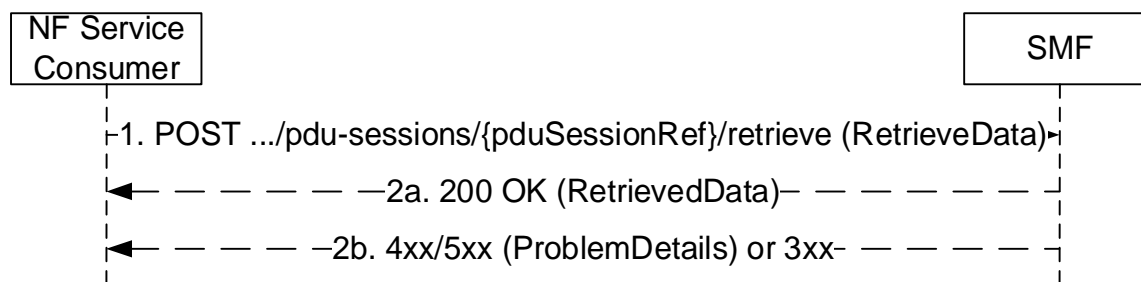 NF Service
Consumer
SMF
1. POST .../pdu-sessions/{pduSessionRef}/retrieve (RetrieveData)
2a. 200 OK (RetrievedData)
2b. 4xx/5xx (ProblemDetails) or 3xx